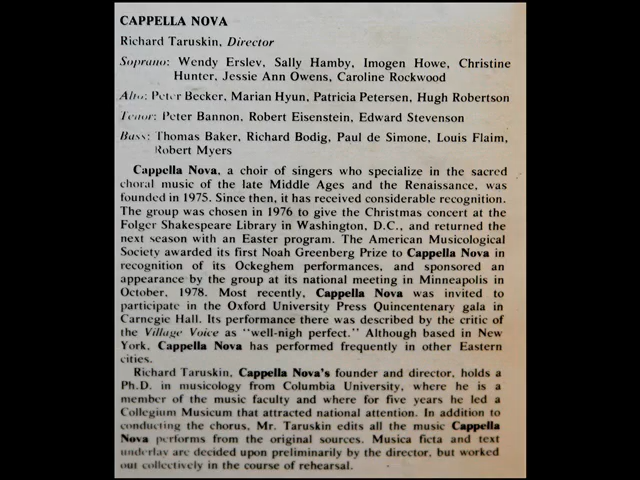 CAPPELLA NOVA
Richard Taruskin, Director
Soprano: Wendy Erslev, Sally Hamby, Imogen Howe, Christine
Hunter, Jessie Ann Owens, Caroline Rockwood
Alto: Peter Becker, Marian Hyun, Patricia Petersen, Hugh Robertson
Tenor: Peter Bannon, Robert Eisenstein, Edward Stevenson
Bass: Thomas Baker, Richard Bodig, Paul de Simone, Louis Flaim,
Robert Myers
Cappella Nova, a choir of singers who specialize in the sacred
choral music of the late Middle Ages and the Renaissance, was
founded in 1975. Since then, it has received considerable recognition.
The group was chosen in 1976 to give the Christmas concert at the
Folger Shakespeare Library in Washington, D.C., and returned the
next season with an Easter program. The American Musicological
Society awarded its first Noah Greenberg Prize to Cappella Nova in
recognition of its Ockeghem performances, and sponsored an
appearance by the group at its national meeting in Minneapolis in
October, 1978. Most recently, Cappella Nova was invited to
participate in the Oxford University Press Quincentenary gala in
Carnegie Hall. Its performance there was described by the critic of
the Village Voice as "well-nigh perfect." Although based in New
York, Cappella Nova has performed frequently in other Eastern
cities.
Richard Taruskin, Cappella Nova's founder and director, holds a
Ph.D. in musicology from Columbia University, where he is a
member of the music faculty and where for five years he led a
Collegium Musicum that attracted national attention. In addition to
conducting the chorus, Mr. Taruskin edits all the music Cappella
Nova performs from the original sources. Musica ficta and text
underlay are decided upon preliminarily by the director, but worked
out collectively in the course of rehearsal.